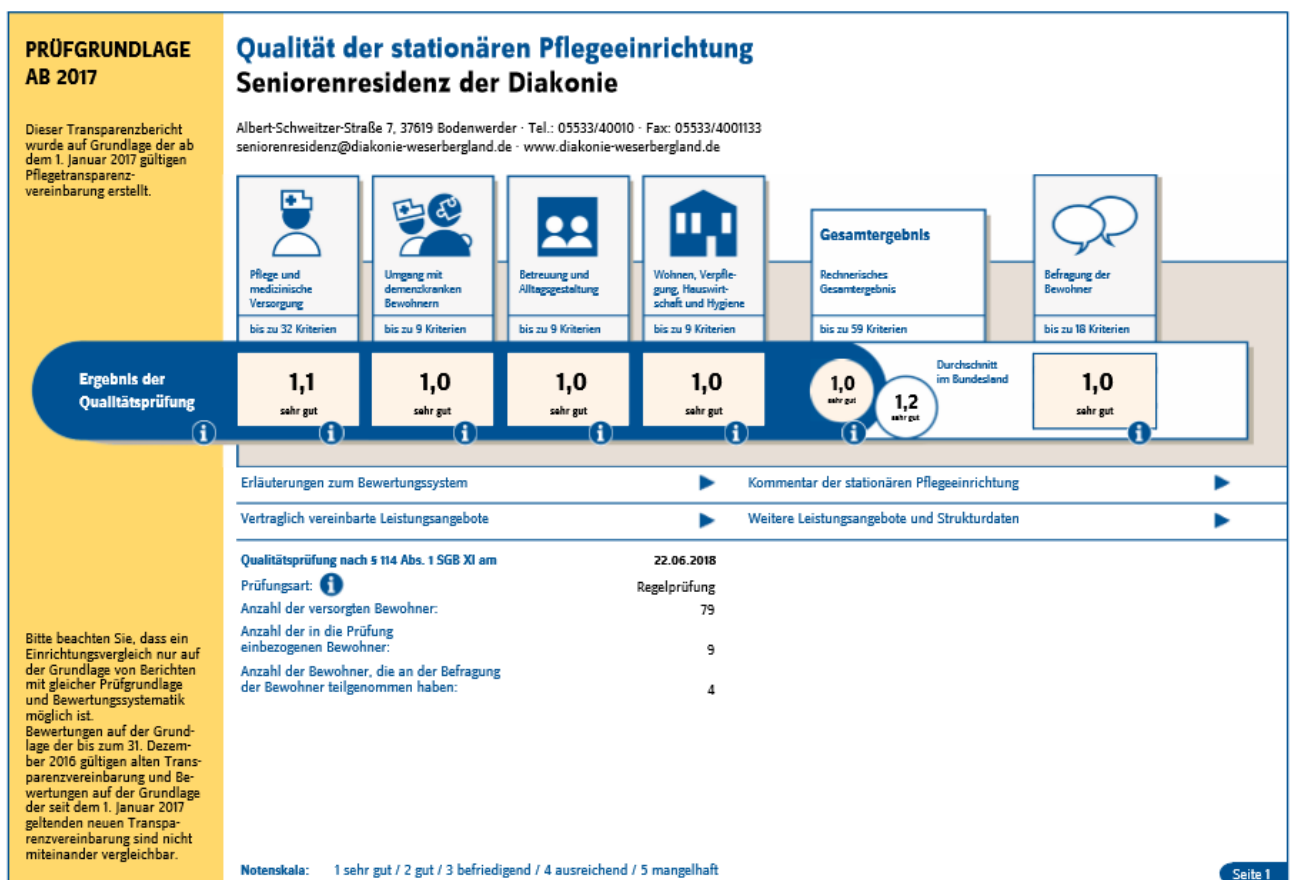 PRÜFGRUNDLAGE
AB 2017
Dieser Transparenzbericht
wurde auf Grundlage der ab
dem 1. Januar 2017 gültigen
Pflegetransparenz-
vereinbarung erstellt.
Bitte beachten Sie, dass ein
Einrichtungsvergleich nur auf
der Grundlage von Berichten
mit gleicher Prüfgrundlage
und Bewertungssystematik
möglich ist.
Bewertungen auf der Grund-
lage der bis zum 31. Dezem-
ber 2016 gültigen alten Trans-
parenzvereinbarung und Be-
wertungen auf der Grundlage
der seit dem 1. Januar 2017
geltenden neuen Transpa-
renzvereinbarung sind nicht
miteinander vergleichbar.
Qualität der stationären Pflegeeinrichtung
Seniorenresidenz der Diakonie
Albert-Schweitzer-Straße 7, 37619 Bodenwerder · Tel.: 05533/40010 · Fax: 05533/4001133
seniorenresidenz@diakonie-weserbergland.de · www.diakonie-weserbergland.de
Pflege und
medizinische
Versorgung
bis zu 32 Kriterien
Umgang mit
demenzkranken
Bewohnern
bis zu 9 Kriterien
Betreuung und
Alltagsgestaltung
bis zu 9 Kriterien
Wohnen, Verpfle-
gung, Hauswirt-
schaft und Hygiene
bis zu 9 Kriterien
Gesamtergebnis
Rechnerisches
Gesamtergebnis
bis zu 59 Kriterien
Befragung der
Bewohner
bis zu 18 Kriterien
Ergebnis der
Qualitätsprüfung
1,1
sehr gut
1,0
sehr gut
1,0
sehr gut
1,0
sehr gut
1,0
sehr gut
1,2
sehr gut
Durchschnitt
im Bundesland
1,0
sehr gut
Erläuterungen zum Bewertungssystem
Kommentar der stationären Pflegeeinrichtung
Vertraglich vereinbarte Leistungsangebote
Weitere Leistungsangebote und Strukturdaten
Qualitätsprüfung nach § 114 Abs. 1 SGB XI am 22.06.2018
Prüfungsart: Regelprüfung
Anzahl der versorgten Bewohner: 79
Anzahl der in die Prüfung
einbezogenen Bewohner: 9
Anzahl der Bewohner, die an der Befragung
der Bewohner teilgenommen haben: 4
Notenskala: 1 sehr gut / 2 gut / 3 befriedigend / 4 ausreichend / 5 mangelhaft
Seite 1